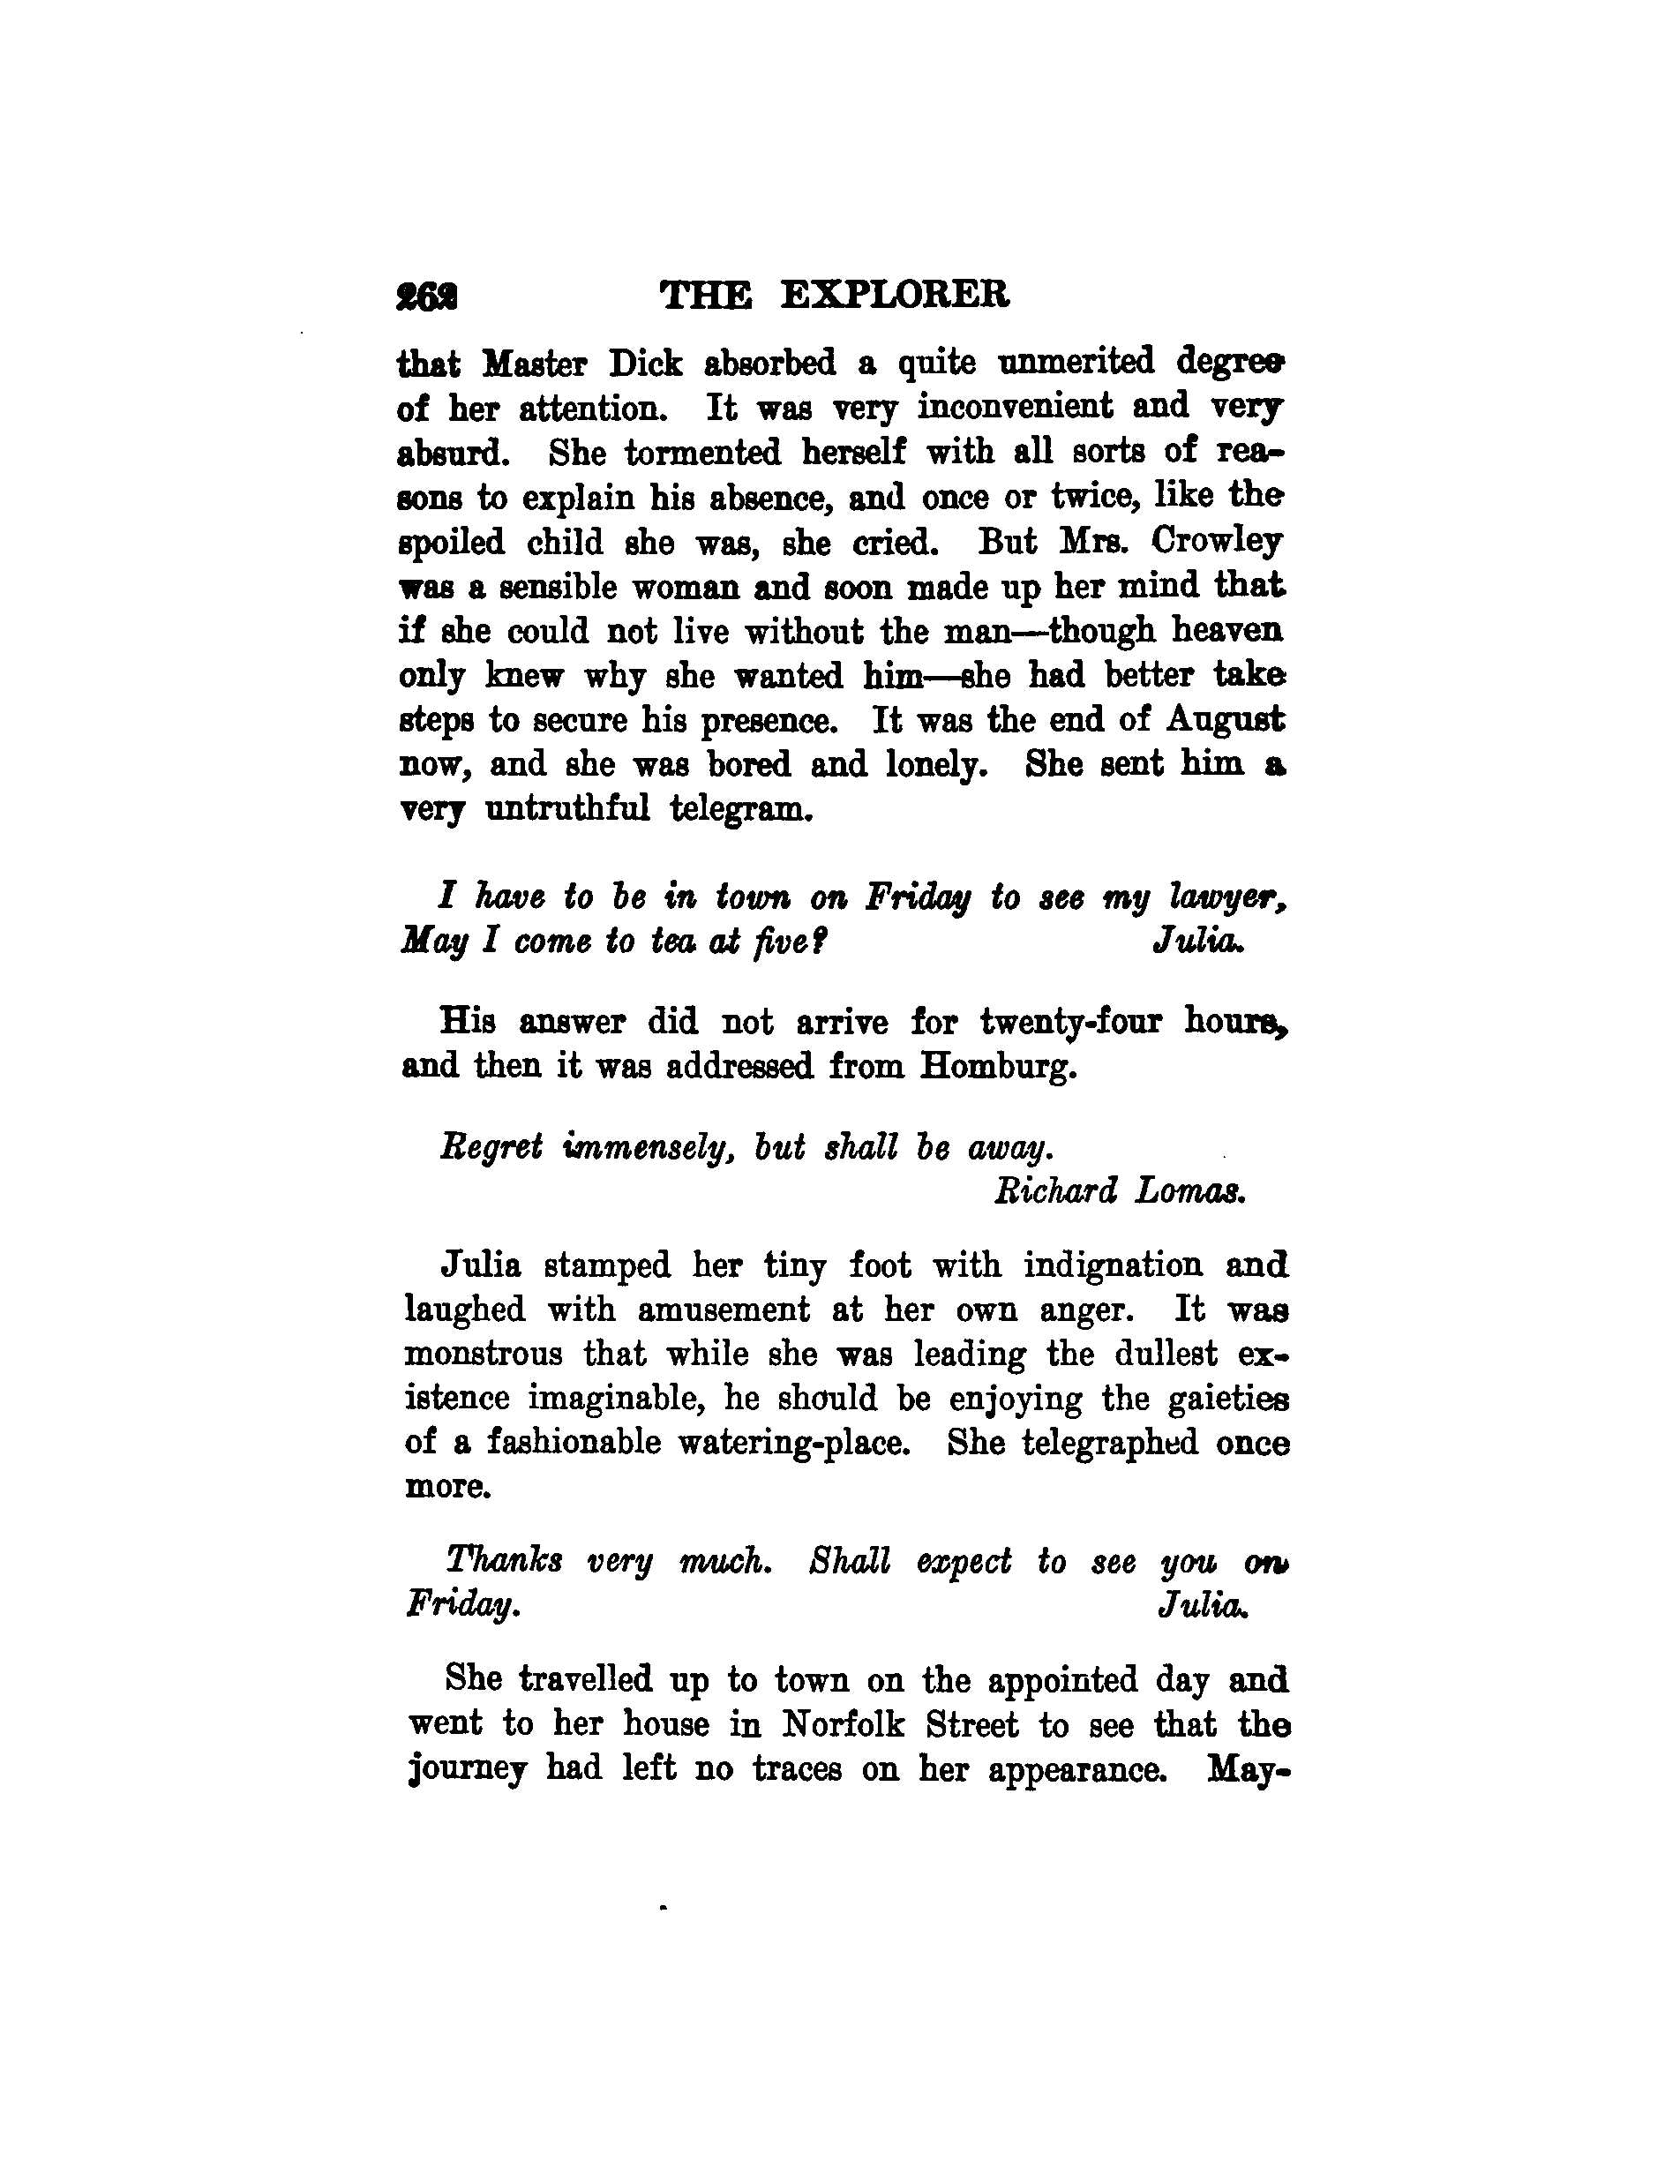 262 THE EXPLORER
that Master Dick absorbed a quite unmerited degree
of her attention. It was very inconvenient and very
absurd. She tormented herself with all sorts of rea-
sons to explain his absence, and once or twice, like the
spoiled child she was, she cried. But Mrs. Crowley
was a sensible woman and soon made up her mind that
if she could not live without the man—though heaven
only knew why she wanted him—she had better take
steps to secure his presence. It was the end of August
now, and she was bored and lonely. She sent him a
very untruthful telegram.
I have to be in town on Friday to see my lawyer,
May I come to tea at five? Julia.
His answer did not arrive for twenty-four hours,
and then it was addressed from Homburg.
Regret immensely, but shall be away.
Richard Lomas.
Julia stamped her tiny foot with indignation and
laughed with amusement at her own anger. It was
monstrous that while she was leading the dullest ex-
istence imaginable, he should be enjoying the gaieties
of a fashionable watering-place. She telegraphed once
more.
Thanks very much. Shall expect to see you on
Friday. Julia.
She travelled up to town on the appointed day and
went to her house in Norfolk Street to see that the
journey had left no traces on her appearance. May-